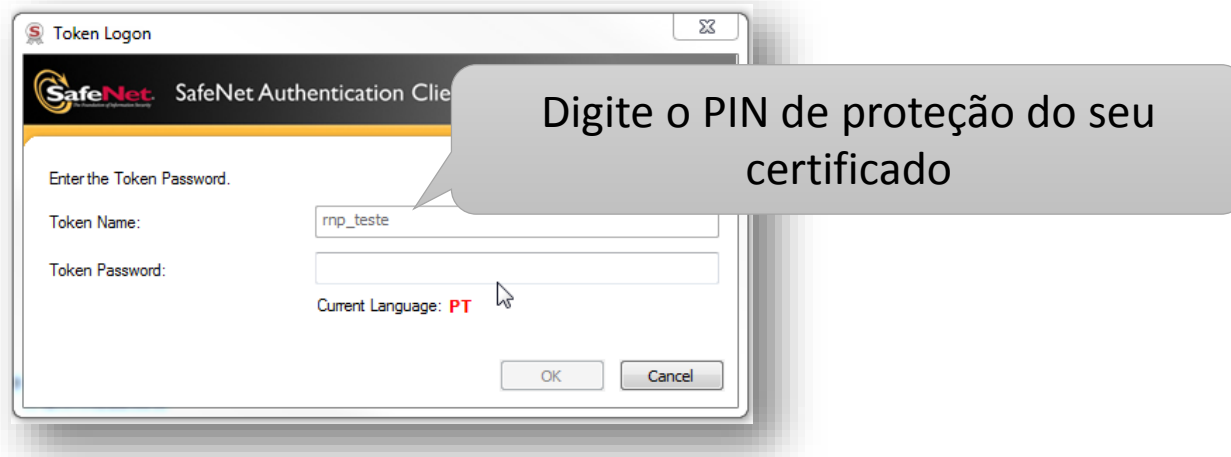 Token Logon
SafeNet.
SafeNet Authentication Clie
Digite o PIN de proteção do seu
certificado
Enter the Token Password.
Token Name: rnp_teste
Token Password:
Current Language: PT
OK Cancel